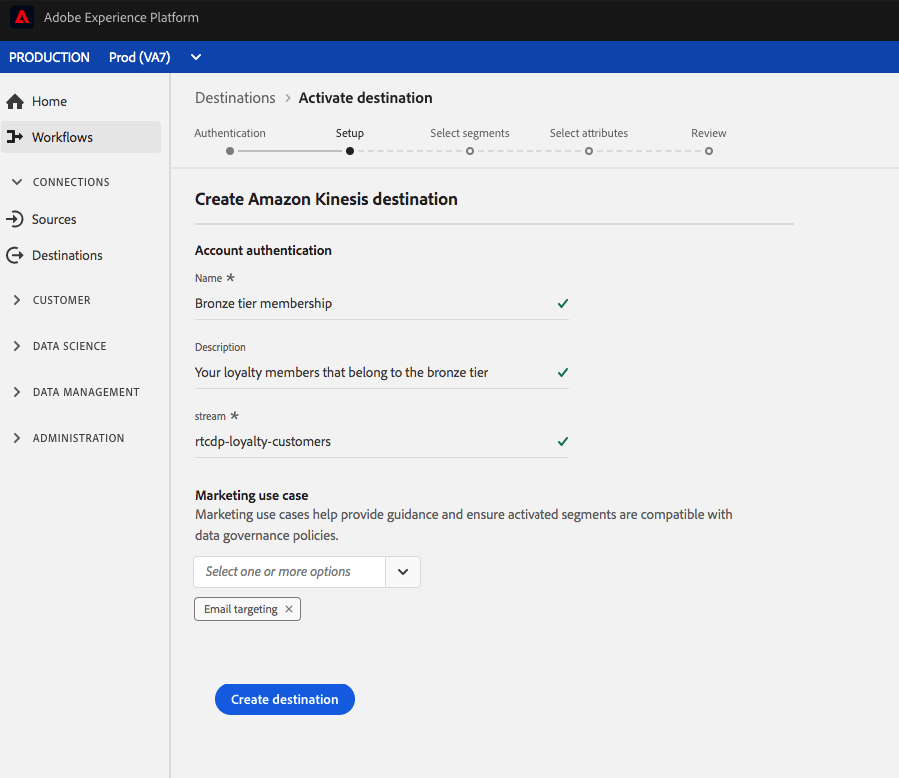 Adobe Experience Platform
PRODUCTION Prod (VA7)
Home
Workflows
CONNECTIONS
Sources
Destinations
CUSTOMER
DATA SCIENCE
DATA MANAGEMENT
ADMINISTRATION
Destinations > Activate destination
Authentication Setup Select segments Select attributes Review
Create Amazon Kinesis destination
Account authentication
Name *
Bronze tier membership
Description
Your loyalty members that belong to the bronze tier
stream *
rtcdp-loyalty-customers
Marketing use case
Marketing use cases help provide guidance and ensure activated segments are compatible with
data governance policies.
Select one or more options
Email targeting ×
Create destination